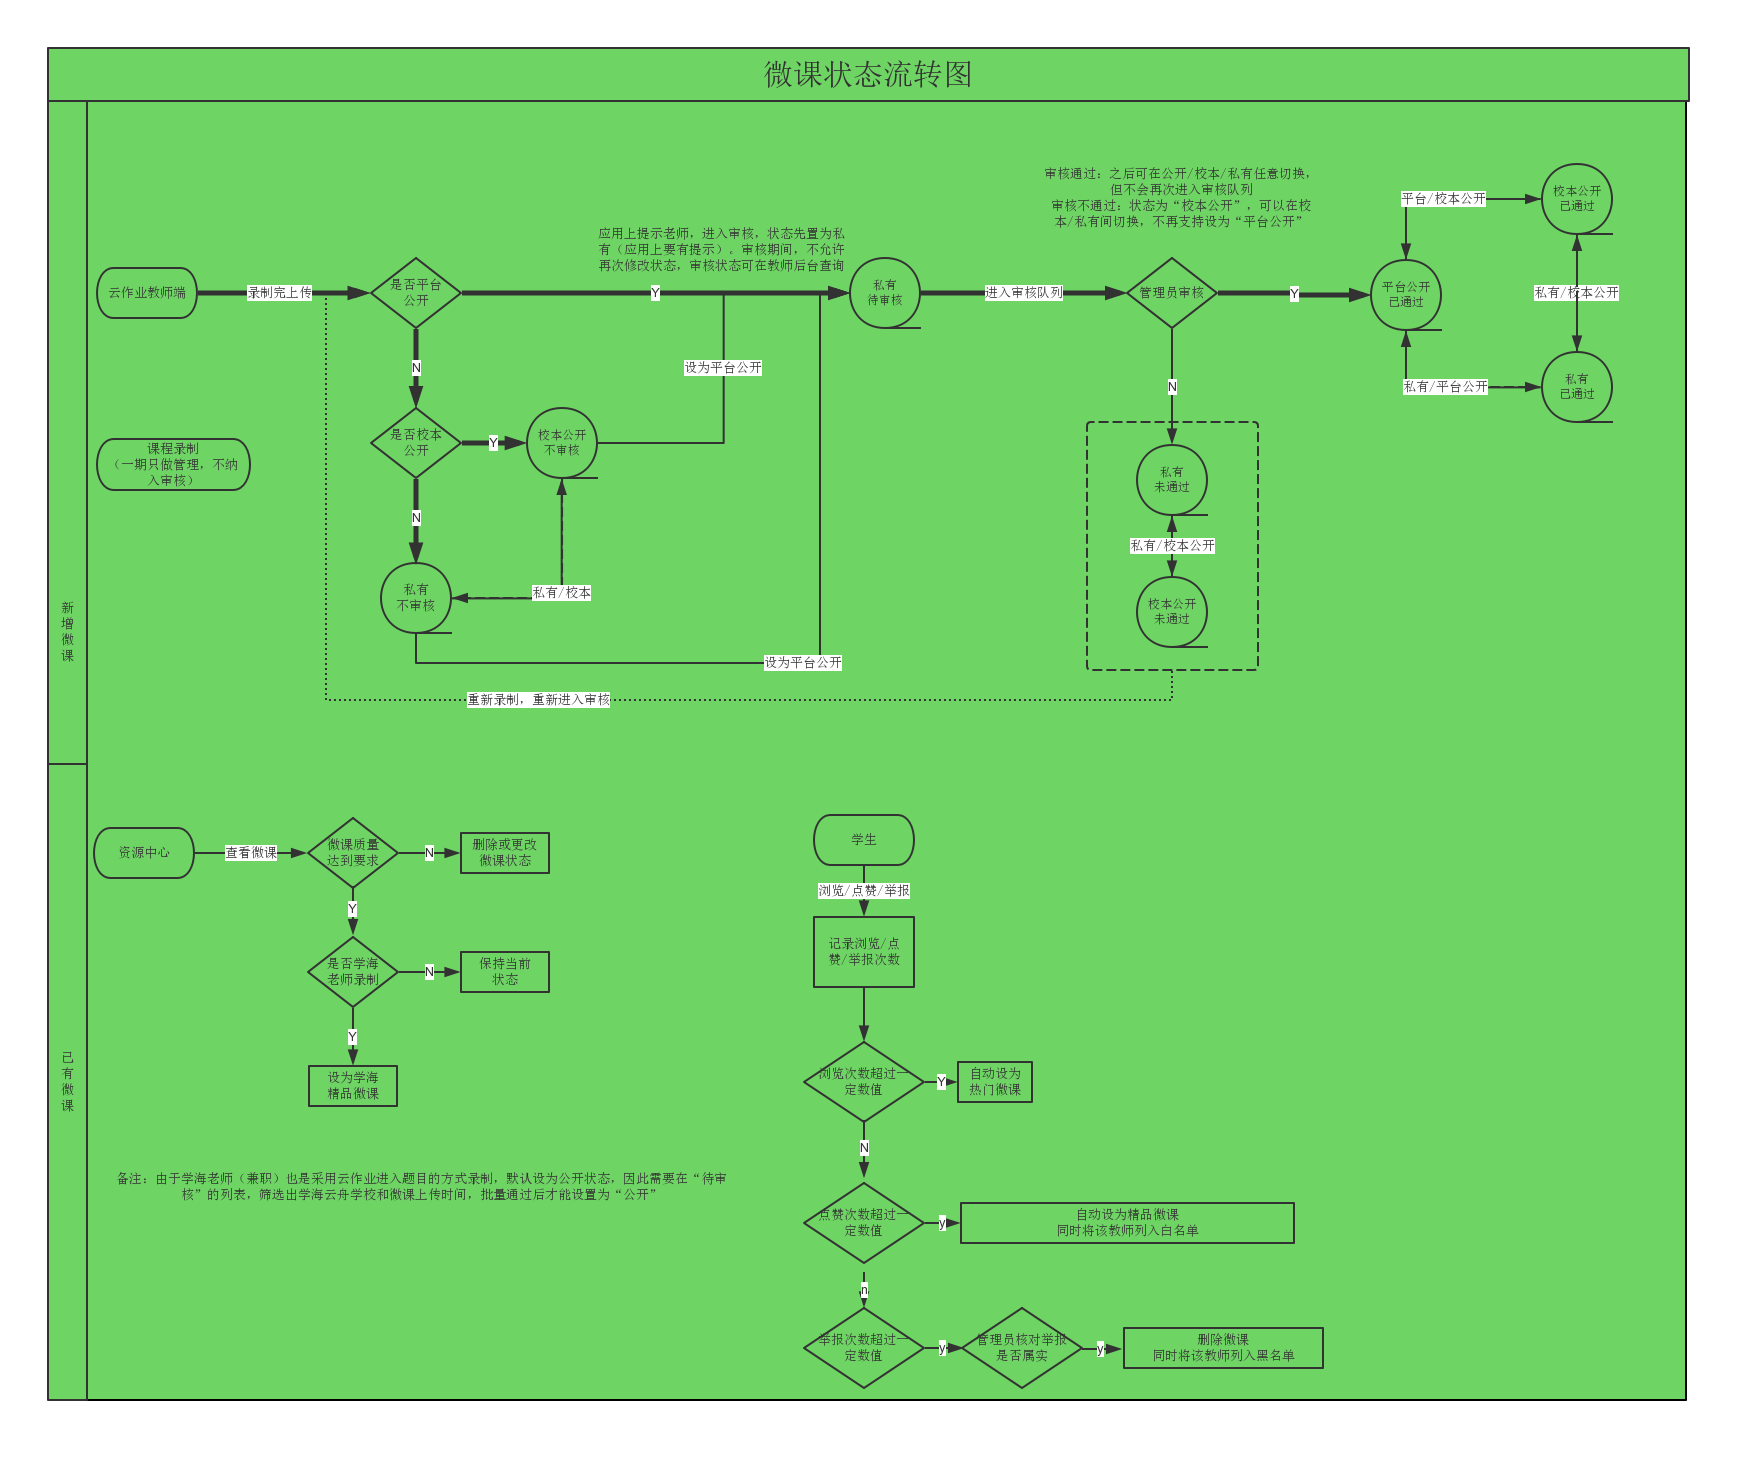 微课状态流转图
新
增
微
课
审核通过：之后可在公开/校本/私有任意切换，
但不会再次进入审核队列
审核不通过：状态为“校本公开”，可以在校
本/私有间切换，不再支持设为“平台公开”
应用上提示老师，进入审核，状态先置为私
有（应用上要有提示）。审核期间，不允许
再次修改状态，审核状态可在教师后台查询
云作业教师端
录制完上传
是否平台
公开
Y
私有
待审核
进入审核队列
管理员审核
Y
平台公开
已通过
平台/校本公开
校本公开
已通过
私有/校本公开
私有/平台公开
私有
已通过
N
设为平台公开
N
课程录制
（一期只做管理，不纳
入审核）
是否校本
公开
Y
校本公开
不审核
N
私有
不审核
私有/校本
设为平台公开
私有
未通过
私有/校本公开
校本公开
未通过
重新录制，重新进入审核
已
有
微
课
资源中心
查看微课
微课质量
达到要求
N
删除或更改
微课状态
Y
是否学海
老师录制
N
保持当前
状态
Y
设为学海
精品微课
备注：由于学海老师（兼职）也是采用云作业进入题目的方式录制，默认设为公开状态，因此需要在“待审
核”的列表，筛选出学海云舟学校和微课上传时间，批量通过后才能设置为“公开”
学生
浏览/点赞/举报
记录浏览/点
赞/举报次数
浏览次数超过一
定数值
Y
自动设为
热门微课
N
点赞次数超过一
定数值
y
自动设为精品微课
同时将该教师列入白名单
n
举报次数超过一
定数值
y
管理员核对举报
是否属实
y
删除微课
同时将该教师列入黑名单